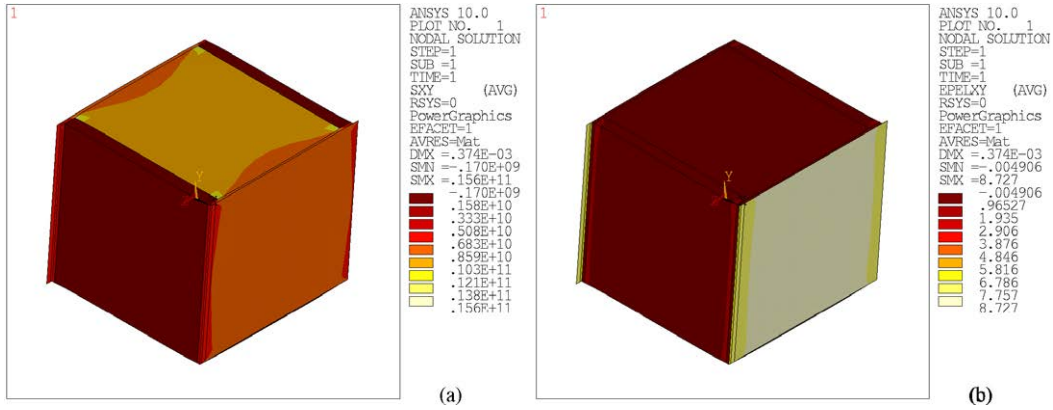 1
ANSYS 10.0
PLOT NO. 1
NODAL SOLUTION
STEP=1
SUB =1
TIME=1
SXY (AVG)
RSYS=0
PowerGraphics
EFACET=1
AVRES=Mat
DMX =.374E-03
SMN =-.170E+09
SMX =.156E+11
-.170E+09
.158E+10
.333E+10
.508E+10
.683E+10
.859E+10
.103E+11
.121E+11
.138E+11
.156E+11
Y
(a)
1
ANSYS 10.0
PLOT NO. 1
NODAL SOLUTION
STEP=1
SUB =1
TIME=1
EPELXY (AVG)
RSYS=0
PowerGraphics
EFACET=1
AVRES=Mat
DMX =.374E-03
SMN =-.004906
SMX =8.727
-.004906
.96527
1.935
2.906
3.876
4.846
5.816
6.786
7.757
8.727
Y
(b)